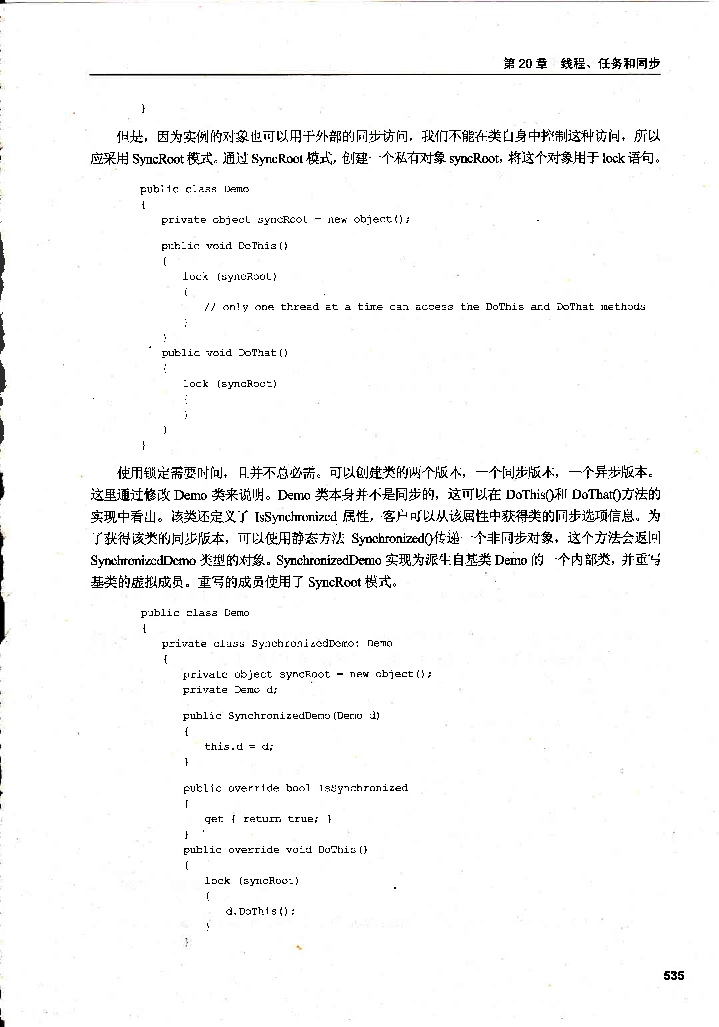 第 20 章 线程、任务和同步
}
但是，因为实例的对象也可以用于外部的同步访问，我们不能在类自身中控制这种访问，所以
应采用 SyncRoot 模式。通过 SyncRoot 模式，创建一个私有对象 syncRoot，将这个对象用于 lock 语句。
public class Demo
{
private object syncRoot = new object();
public void DoThis()
{
lock (syncRoot)
{
// only one thread at a time can access the DoThis and DoThat methods
}
}
public void DoThat()
{
lock (syncRoot)
{
}
}
}
使用锁定需要时间，且并不总必需。可以创建类的两个版本，一个同步版本，一个异步版本。
这里通过修改 Demo 类来说明。Demo 类本身并不是同步的，这可以在 DoThis()和 DoThat()方法的
实现中看出。该类还定义了 IsSynchronized 属性，客户可以从该属性中获得类的同步选项信息。为
了获得该类的同步版本，可以使用静态方法 Synchronized()传递一个非同步对象，这个方法会返回
SynchronizedDemo 类型的对象。SynchronizedDemo 实现为派生自基类 Demo 的一个内部类，并重写
基类的虚拟成员。重写的成员使用了 SyncRoot 模式。
public class Demo
{
private class SynchronizedDemo: Demo
{
private object syncRoot = new object();
private Demo d;
public SynchronizedDemo(Demo d)
{
this.d = d;
}
public override bool IsSynchronized
{
get { return true; }
}
public override void DoThis()
{
lock (syncRoot)
{
d.DoThis();
}
}
535